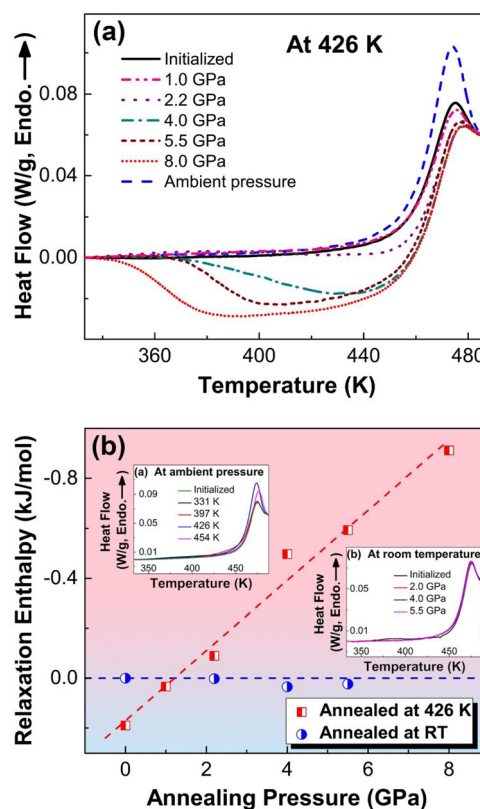 (a)
At 426 K
Initialized
1.0 GPa
2.2 GPa
4.0 GPa
5.5 GPa
8.0 GPa
Ambient pressure
Heat Flow (W/g, Endo.→)
0.08
0.04
0.00
360 400 440 480
Temperature (K)
(b)
Relaxation Enthalpy (kJ/mol)
-0.8
-0.4
0.0
(a) At ambient pressure
Initialized
331 K
397 K
426 K
454 K
Heat Flow
(W/g, Endo.→)
0.09
0.05
0.01
350 400 450
Temperature (K)
(b) At room temperature
Initialized
2.0 GPa
4.0 GPa
5.5 GPa
Heat Flow
(W/g, Endo.→)
0.05
0.01
350 400 450
Temperature (K)
Annealed at 426 K
Annealed at RT
0 2 4 6 8
Annealing Pressure (GPa)